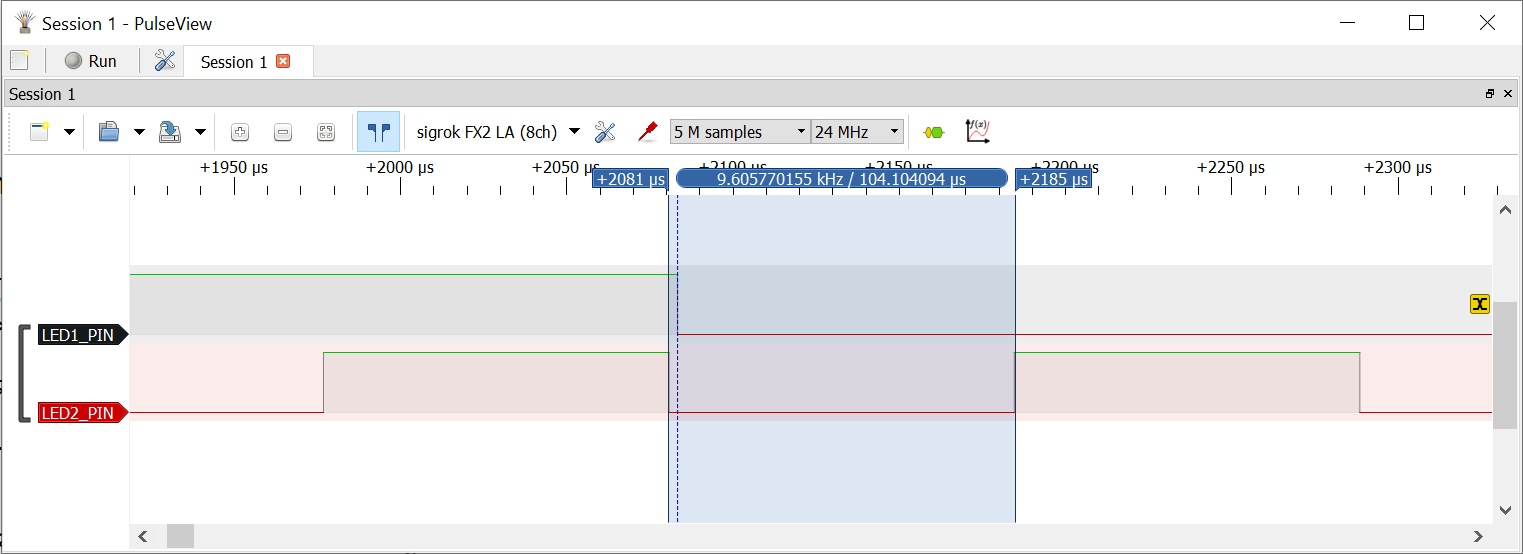 Session 1 - PulseView
Run
Session 1
Session 1
sigrok FX2 LA (8ch)
5 M samples
24 MHz
f(x)
+1950 µs +2000 µs +2050 µs +2100 µs +2150 µs +2200 µs +2250 µs +2300 µs
+2081 µs 9.605770155 kHz / 104.104094 µs +2185 µs
LED1_PIN
LED2_PIN